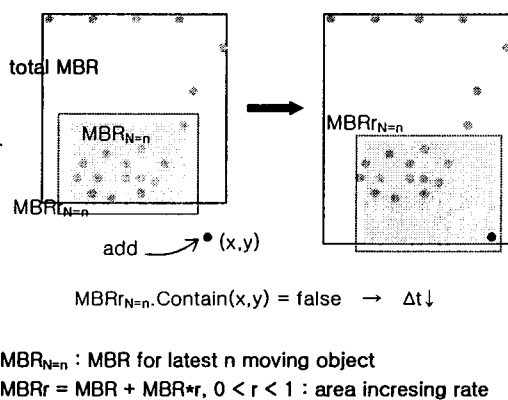 total MBR
MBR_{N=n}
MBRr_{N=n}
MBRr_{N=n}
add
(x,y)
MBRr_{N=n}.Contain(x,y) = false → Δt↓
MBR_{N=n} : MBR for latest n moving object
MBRr = MBR + MBR*r, 0 < r < 1 : area incresing rate